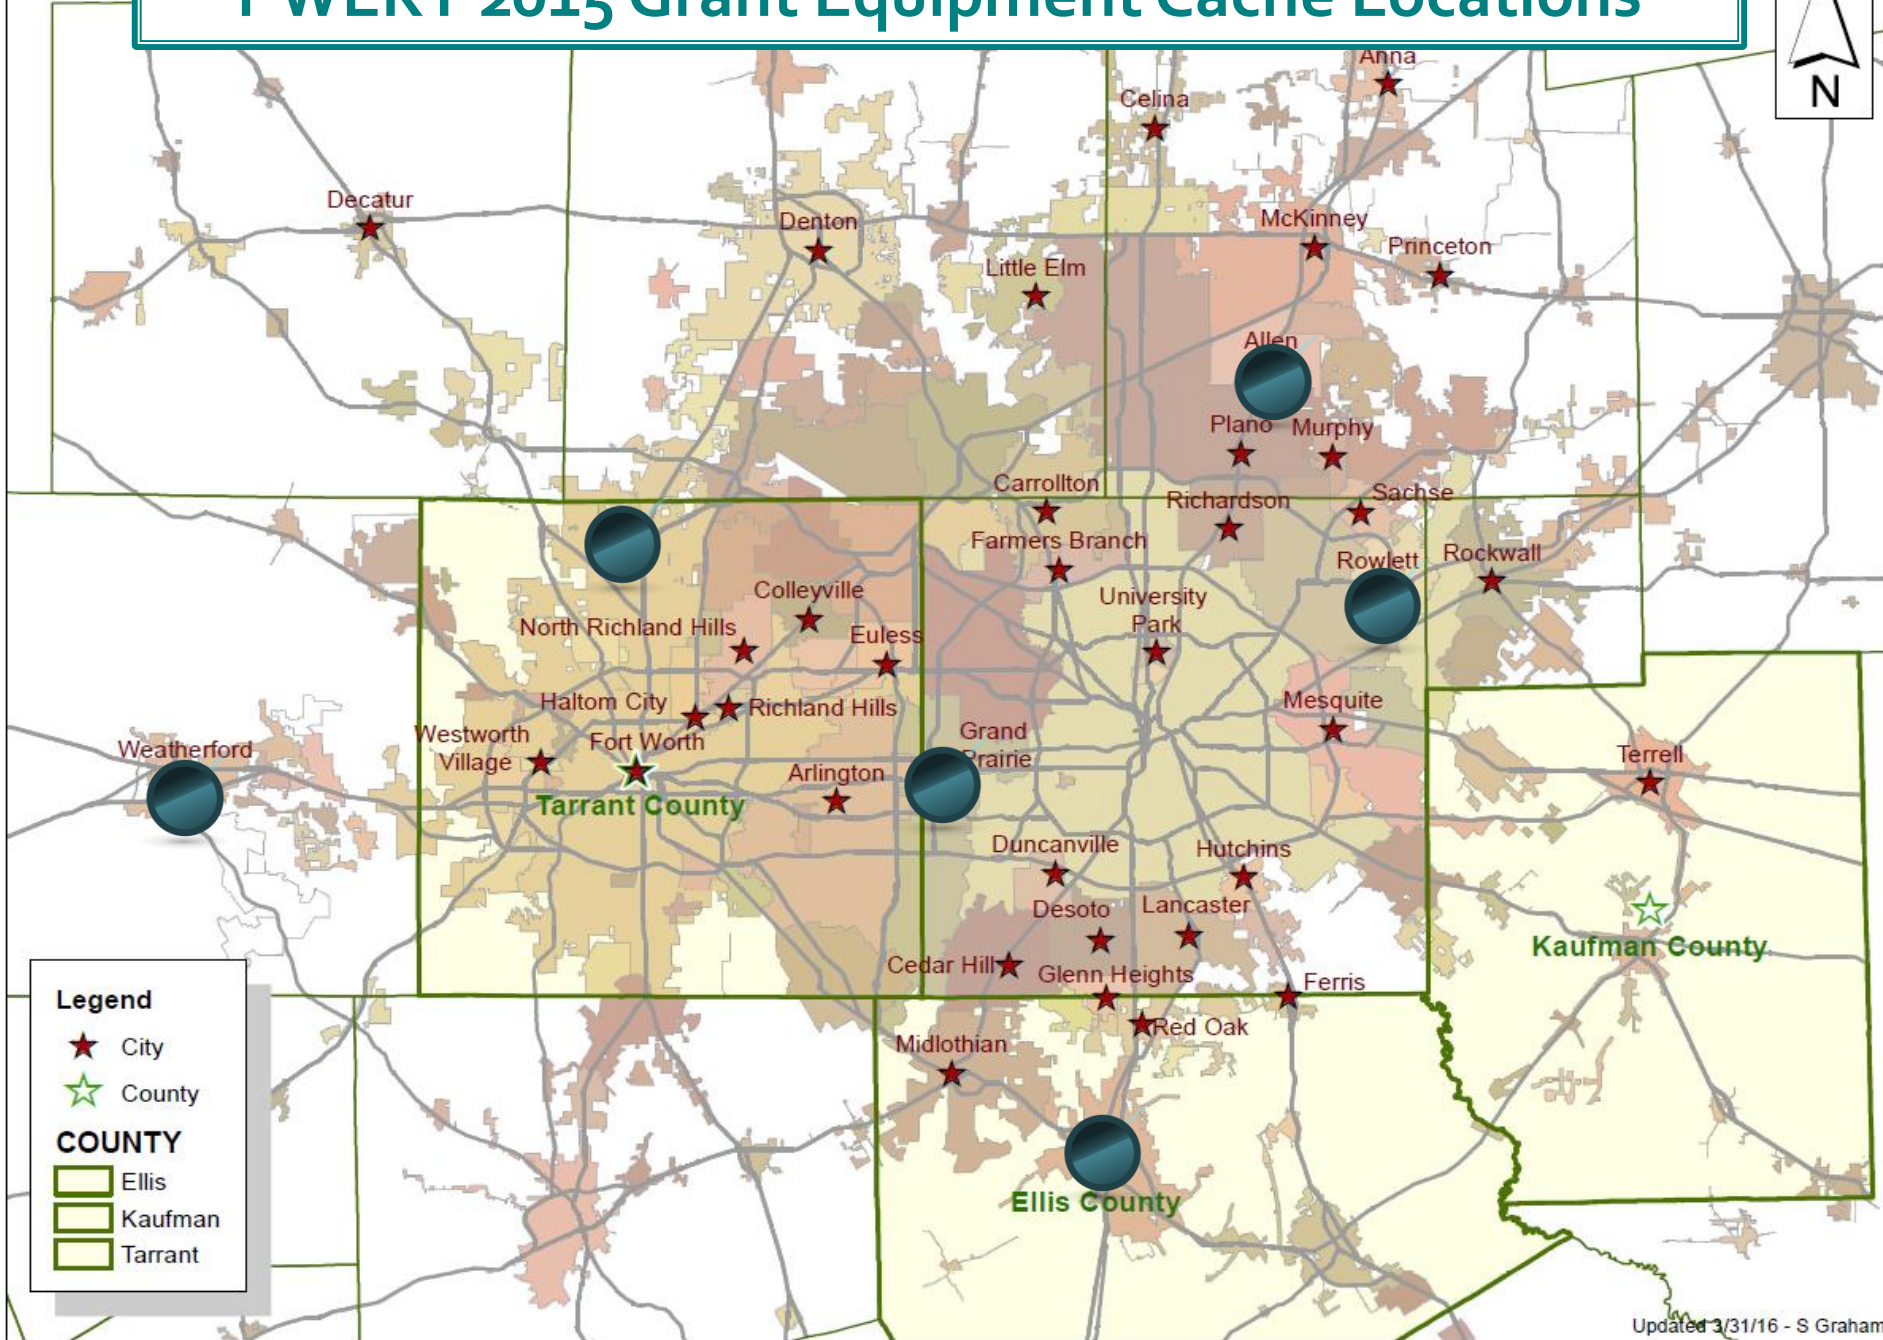 PWERT 2015 Grant Equipment Cache Locations
N
Anna
Celina
Decatur
Denton
McKinney
Princeton
Little Elm
Allen
Plano
Murphy
Carrollton
Richardson
Sachse
Farmers Branch
Rowlett
Rockwall
Colleyville
University
Park
North Richland Hills
Euless
Haltom City
Richland Hills
Mesquite
Westworth
Village
Fort Worth
Grand
Prairie
Weatherford
Terrell
Arlington
Tarrant County
Duncanville
Hutchins
Desoto
Lancaster
Kaufman County
Cedar Hill
Glenn Heights
Ferris
Red Oak
Midlothian
Ellis County
Legend
City
County
COUNTY
Ellis
Kaufman
Tarrant
Updated 3/31/16 - S Graham